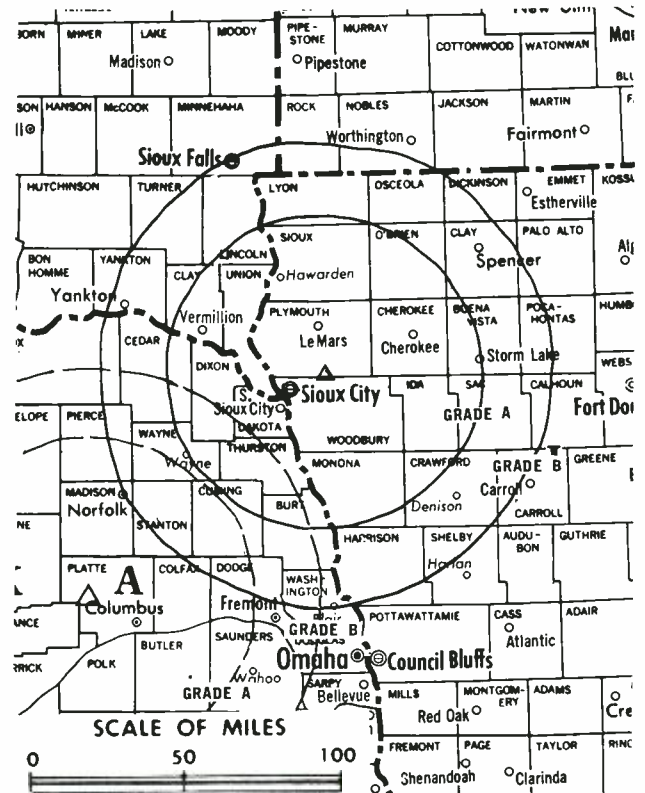 MINER
LAKE
MOODY
PIPE-
STONE
MURRAY
Madison
Pipestone
COTTONWOOD
WATONWAN
HANSON
McCOOK
MINNEHAHA
ROCK
NOBLES
JACKSON
MARTIN
Worthington
Fairmont
Sioux Falls
HUTCHINSON
TURNER
LYON
OSCEOLA
DICKINSON
EMMET
Estherville
SIOUX
O'BRIEN
CLAY
PALO ALTO
Spencer
BON
HOMME
YANKTON
CLAY
LINCOLN
UNION
Hawarden
Yankton
Vermillion
PLYMOUTH
LeMars
CHEROKEE
Cherokee
BUENA
VISTA
POCA-
HONTAS
CEDAR
DIXON
Storm Lake
S.
Sioux City
Sioux City
IDA
SAC
CALHOUN
GRADE A
PIERCE
DAKOTA
WAYNE
Wayne
THURSTON
WOODBURY
MONONA
CRAWFORD
GRADE B
GREENE
MADISON
Norfolk
CUMING
BURT
Denison
Carroll
CARROLL
STANTON
HARRISON
SHELBY
AUDU-
BON
GUTHRIE
Harlan
PLATTE
A
COLFAX
DODGE
WASH-
INGTON
Columbus
Fremont
Blair
POTTAWATTAMIE
CASS
ADAIR
Atlantic
GRADE B
DOUGLAS
BUTLER
SAUNDERS
POLK
Omaha
Council Bluffs
Wahoo
GRADE A
SARPY
Bellevue
MILLS
MONTGOM-
ERY
ADAMS
Red Oak
SCALE OF MILES
0 50 100
FREMONT
PAGE
TAYLOR
Shenandoah
Clarinda